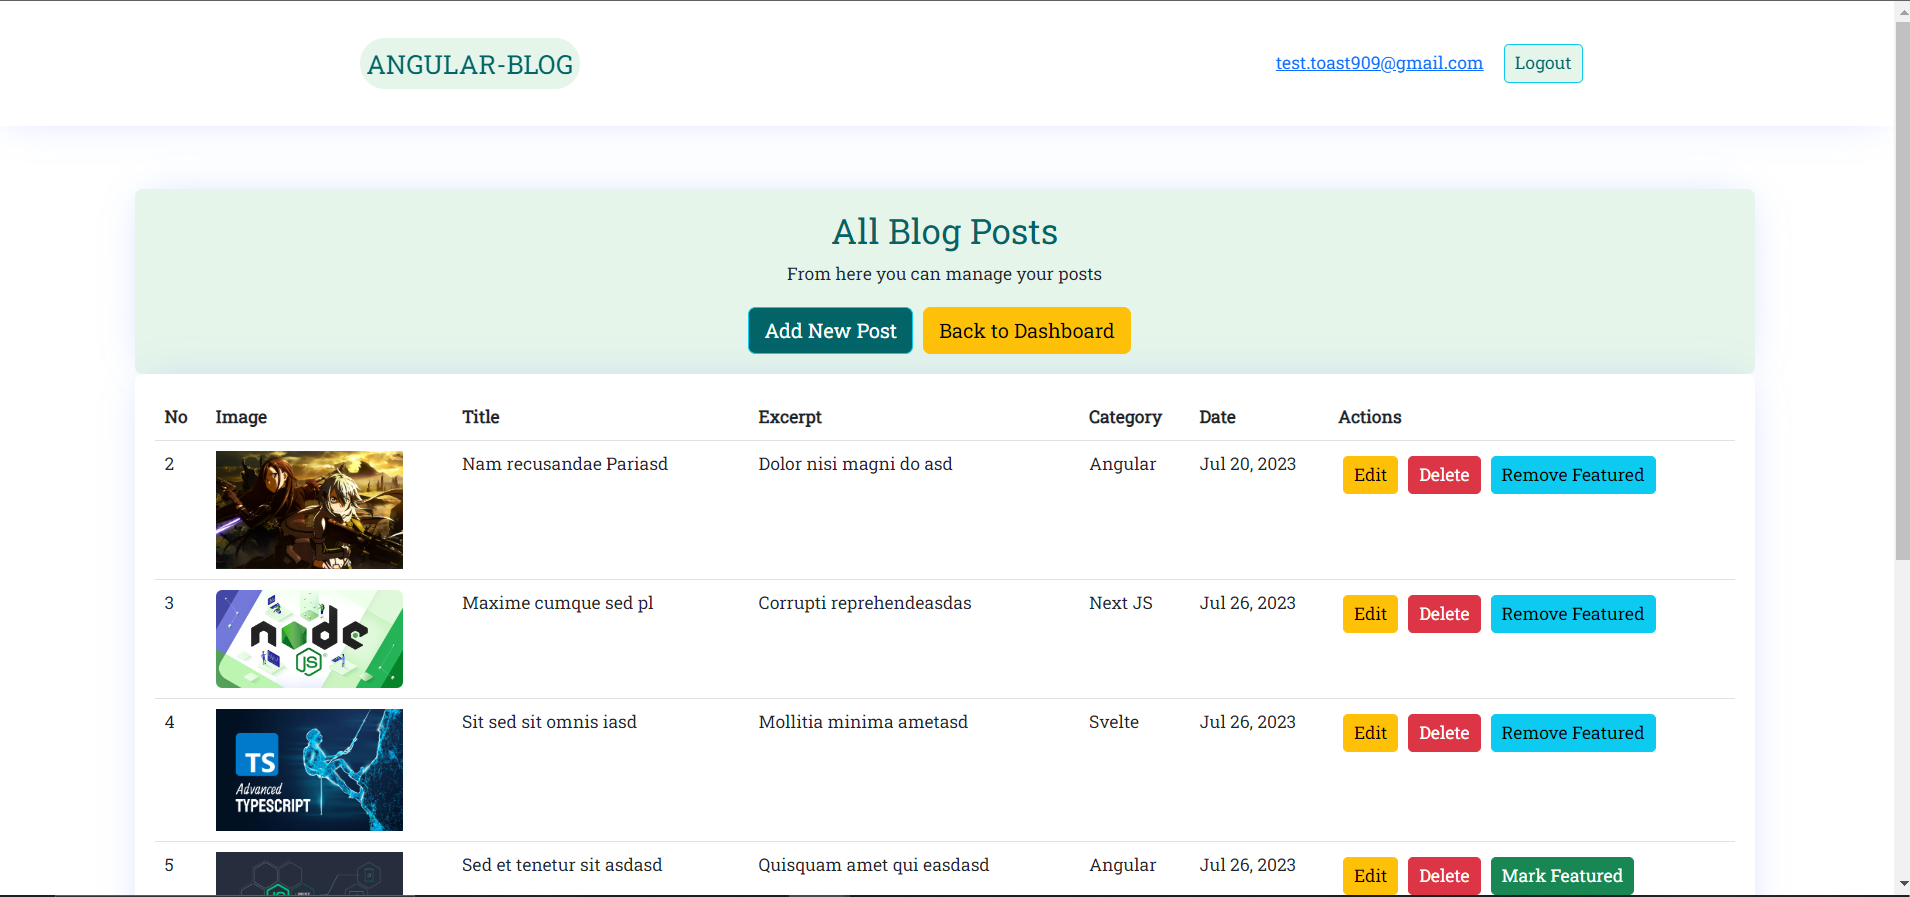 ANGULAR-BLOG
test.toast909@gmail.com
Logout
All Blog Posts
From here you can manage your posts
Add New Post
Back to Dashboard
No Image Title Excerpt Category Date Actions
2 Nam recusandae Pariasd Dolor nisi magni do asd Angular Jul 20, 2023 Edit Delete Remove Featured
3 Maxime cumque sed pl Corrupti reprehendeasdas Next JS Jul 26, 2023 Edit Delete Remove Featured
node
JS
4 Sit sed sit omnis iasd Mollitia minima ametasd Svelte Jul 26, 2023 Edit Delete Remove Featured
TS
Advanced
TYPESCRIPT
5 Sed et tenetur sit asdasd Quisquam amet qui easdasd Angular Jul 26, 2023 Edit Delete Mark Featured